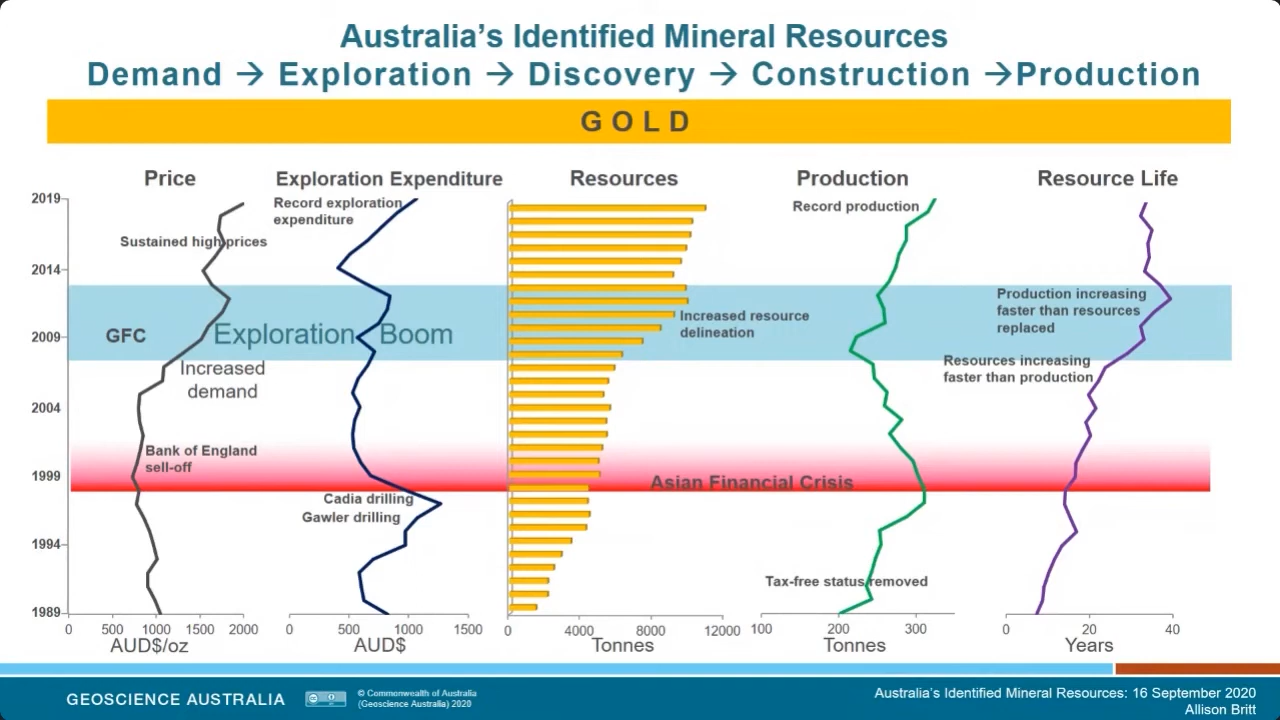 Australia's Identified Mineral Resources
Demand → Exploration → Discovery → Construction →Production
GOLD
Price
Exploration Expenditure
Resources
Production
Resource Life
2019
2014
2009
2004
1999
1994
1989
Sustained high prices
GFC
Increased
demand
Bank of England
sell-off
0 500 1000 1500 2000
AUD$/oz
Record exploration
expenditure
Exploration Boom
Cadia drilling
Gawler drilling
0 500 1000 1500
AUD$
Increased resource
delineation
Asian Financial Crisis
0 4000 8000 12000
Tonnes
Record production
Tax-free status removed
100 200 300
Tonnes
Production increasing
faster than resources
replaced
Resources increasing
faster than production
0 20 30 40
Years
GEOSCIENCE AUSTRALIA
© Commonwealth of Australia
(Geoscience Australia) 2020
Australia's Identified Mineral Resources: 16 September 2020
Allison Britt